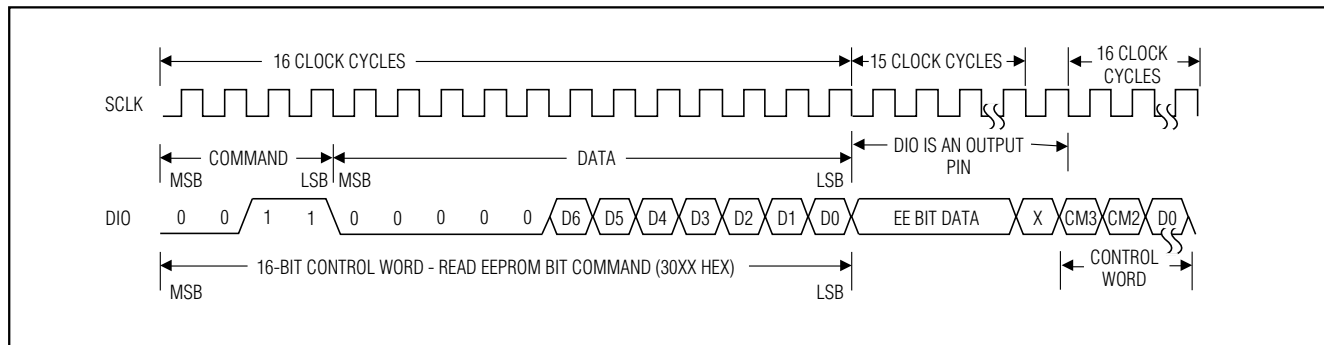 16 CLOCK CYCLES
15 CLOCK CYCLES
16 CLOCK
CYCLES
SCLK
COMMAND
DATA
DIO IS AN OUTPUT
PIN
MSB
LSB
MSB
LSB
DIO
0 0 1 1 0 0 0 0 0 D6 D5 D4 D3 D2 D1 D0 EE BIT DATA X CM3 CM2 D0
16-BIT CONTROL WORD - READ EEPROM BIT COMMAND (30XX HEX)
CONTROL
WORD
MSB
LSB